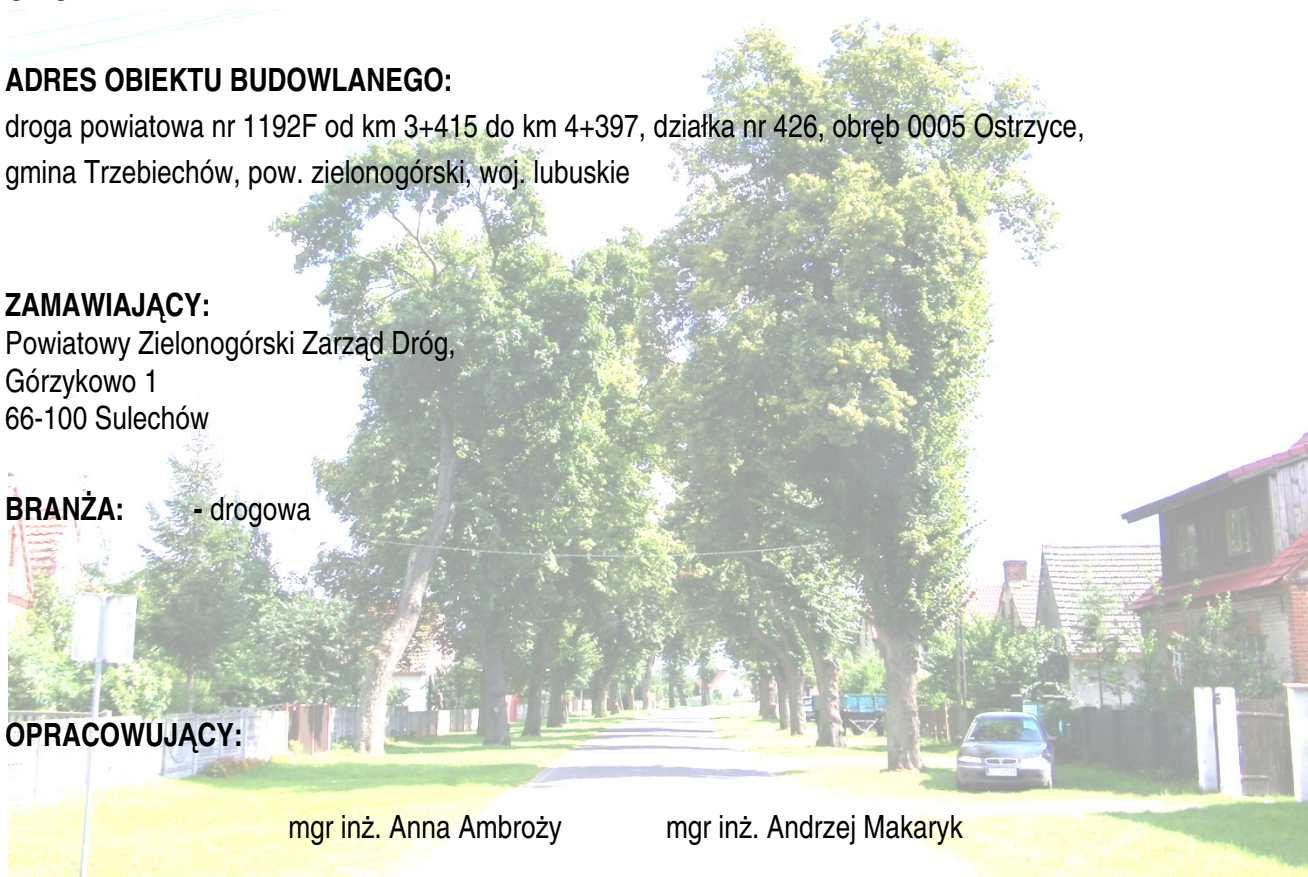 ADRES OBIEKTU BUDOWLANEGO:
droga powiatowa nr 1192F od km 3+415 do km 4+397, działka nr 426, obręb 0005 Ostrzyce,
gmina Trzebiechów, pow. zielonogórski, woj. lubuskie
ZAMAWIAJĄCY:
Powiatowy Zielonogórski Zarząd Dróg,
Górzykowo 1
66-100 Sulechów
BRANŻA: - drogowa
OPRACOWUJĄCY:
mgr inż. Anna Ambroży mgr inż. Andrzej Makaryk